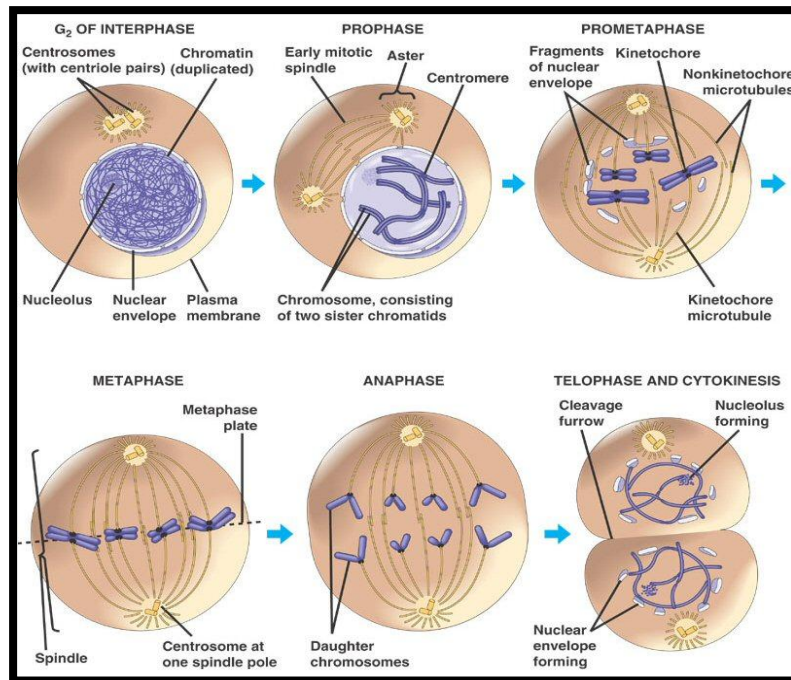 G₂ OF INTERPHASE
PROPHASE
PROMETAPHASE
Centrosomes
(with centriole pairs)
Chromatin
(duplicated)
Early mitotic
spindle
Aster
Centromere
Fragments
of nuclear
envelope
Kinetochore
Nonkinetochore
microtubules
Nucleolus
Nuclear
envelope
Plasma
membrane
Chromosome, consisting
of two sister chromatids
Kinetochore
microtubule
METAPHASE
ANAPHASE
TELOPHASE AND CYTOKINESIS
Metaphase
plate
Cleavage
furrow
Nucleolus
forming
Spindle
Centrosome at
one spindle pole
Daughter
chromosomes
Nuclear
envelope
forming